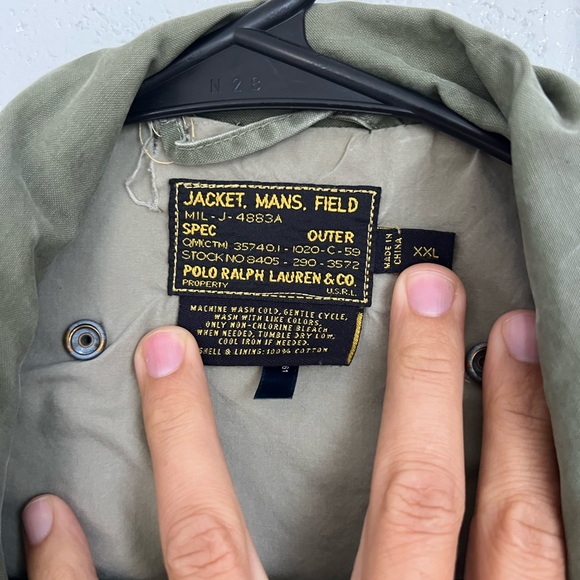 N 2S
JACKET, MANS, FIELD
MIL-J-4883A
SPEC OUTER
QM(CTM) 35740.1-1020-C-59
STOCK NO 8405-290-3572
POLO RALPH LAUREN & CO.
PROPERTY U.S.R.L.
MADE IN
CHINA
XXL
MACHINE WASH COLD, GENTLE CYCLE,
WASH WITH LIKE COLORS,
ONLY NON-CHLORINE BLEACH
WHEN NEEDED, TUMBLE DRY LOW,
COOL IRON IF NEEDED.
SHELL & LINING: 100% COTTON